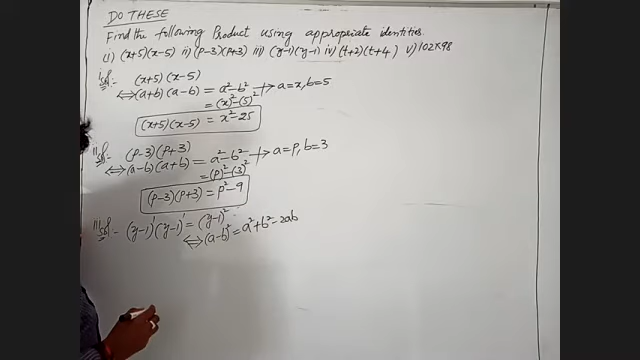 DO THESE
Find the following Product using appropriate identities.
(i) (x+5)(x-5) ii) (p-3)(p+3) iii) (y-1)(y-1) iv) (t+2)(t+4) v) 102×98
i) Sol:- (x+5)(x-5)
⟺ (a+b)(a-b) = a²-b² → a=x, b=5
= (x)²-(5)²
(x+5)(x-5) = x²-25
ii) Sol:- (p-3)(p+3)
⟺ (a-b)(a+b) = a²-b² → a=p, b=3
= (p)²-(3)²
(p-3)(p+3) = p²-9
iii) Sol:- (y-1)¹(y-1)¹ = (y-1)²
⟺ (a-b)² = a²+b²-2ab